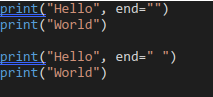 print("Hello", end="")
print("World")
print("Hello", end=" ")
print("World")